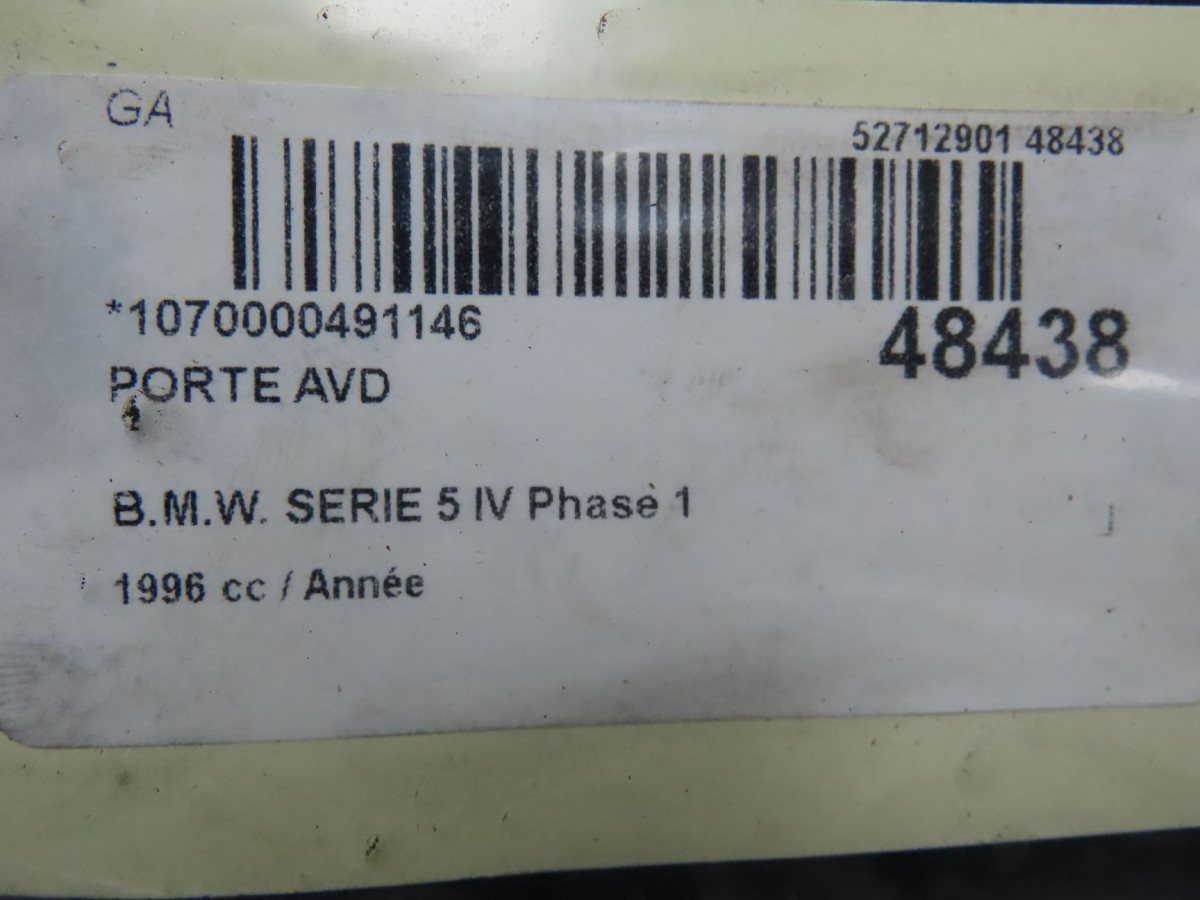 GA
52712901 48438
*1070000491146
48438
PORTE AVD
B.M.W. SERIE 5 IV Phase 1
1996 cc / Année